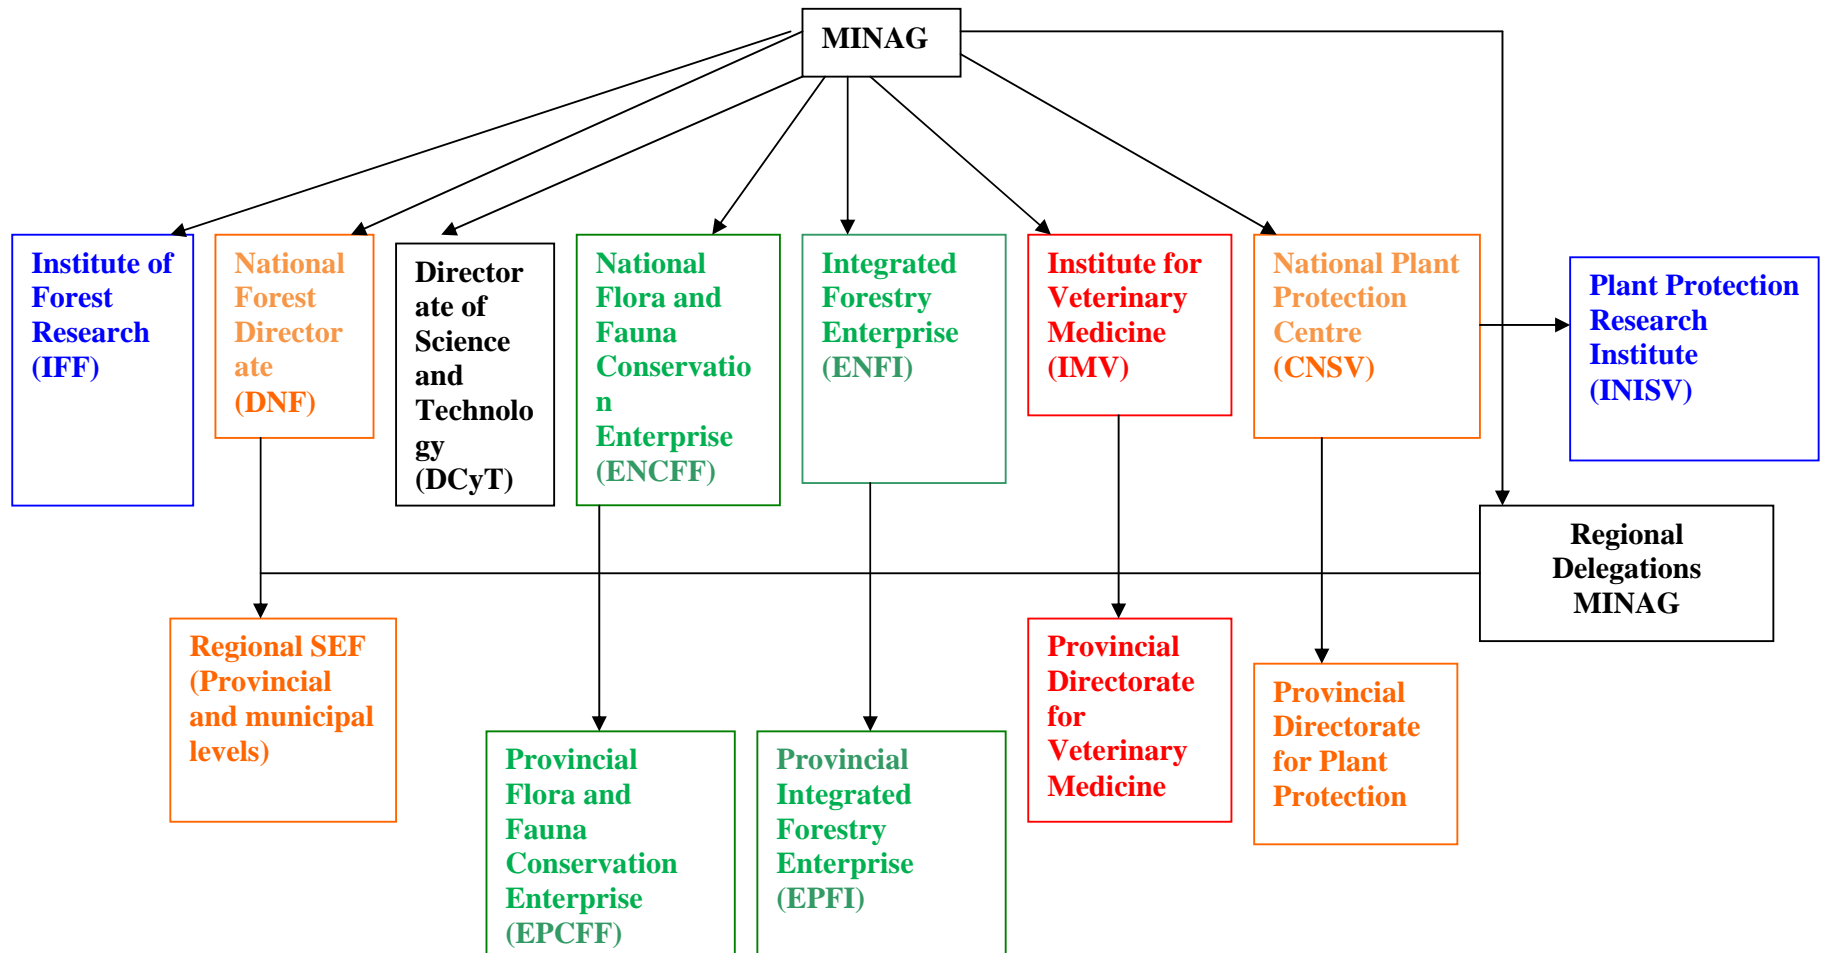 MINAG
Institute of
Forest
Research
(IFF)
National
Forest
Director
ate
(DNF)
Director
ate of
Science
and
Technolo
gy
(DCyT)
National
Flora and
Fauna
Conservatio
n
Enterprise
(ENCFF)
Integrated
Forestry
Enterprise
(ENFI)
Institute for
Veterinary
Medicine
(IMV)
National Plant
Protection
Centre
(CNSV)
Plant Protection
Research
Institute
(INISV)
Regional
Delegations
MINAG
Regional SEF
(Provincial
and municipal
levels)
Provincial
Flora and
Fauna
Conservation
Enterprise
(EPCFF)
Provincial
Integrated
Forestry
Enterprise
(EPFI)
Provincial
Directorate
for
Veterinary
Medicine
Provincial
Directorate
for Plant
Protection